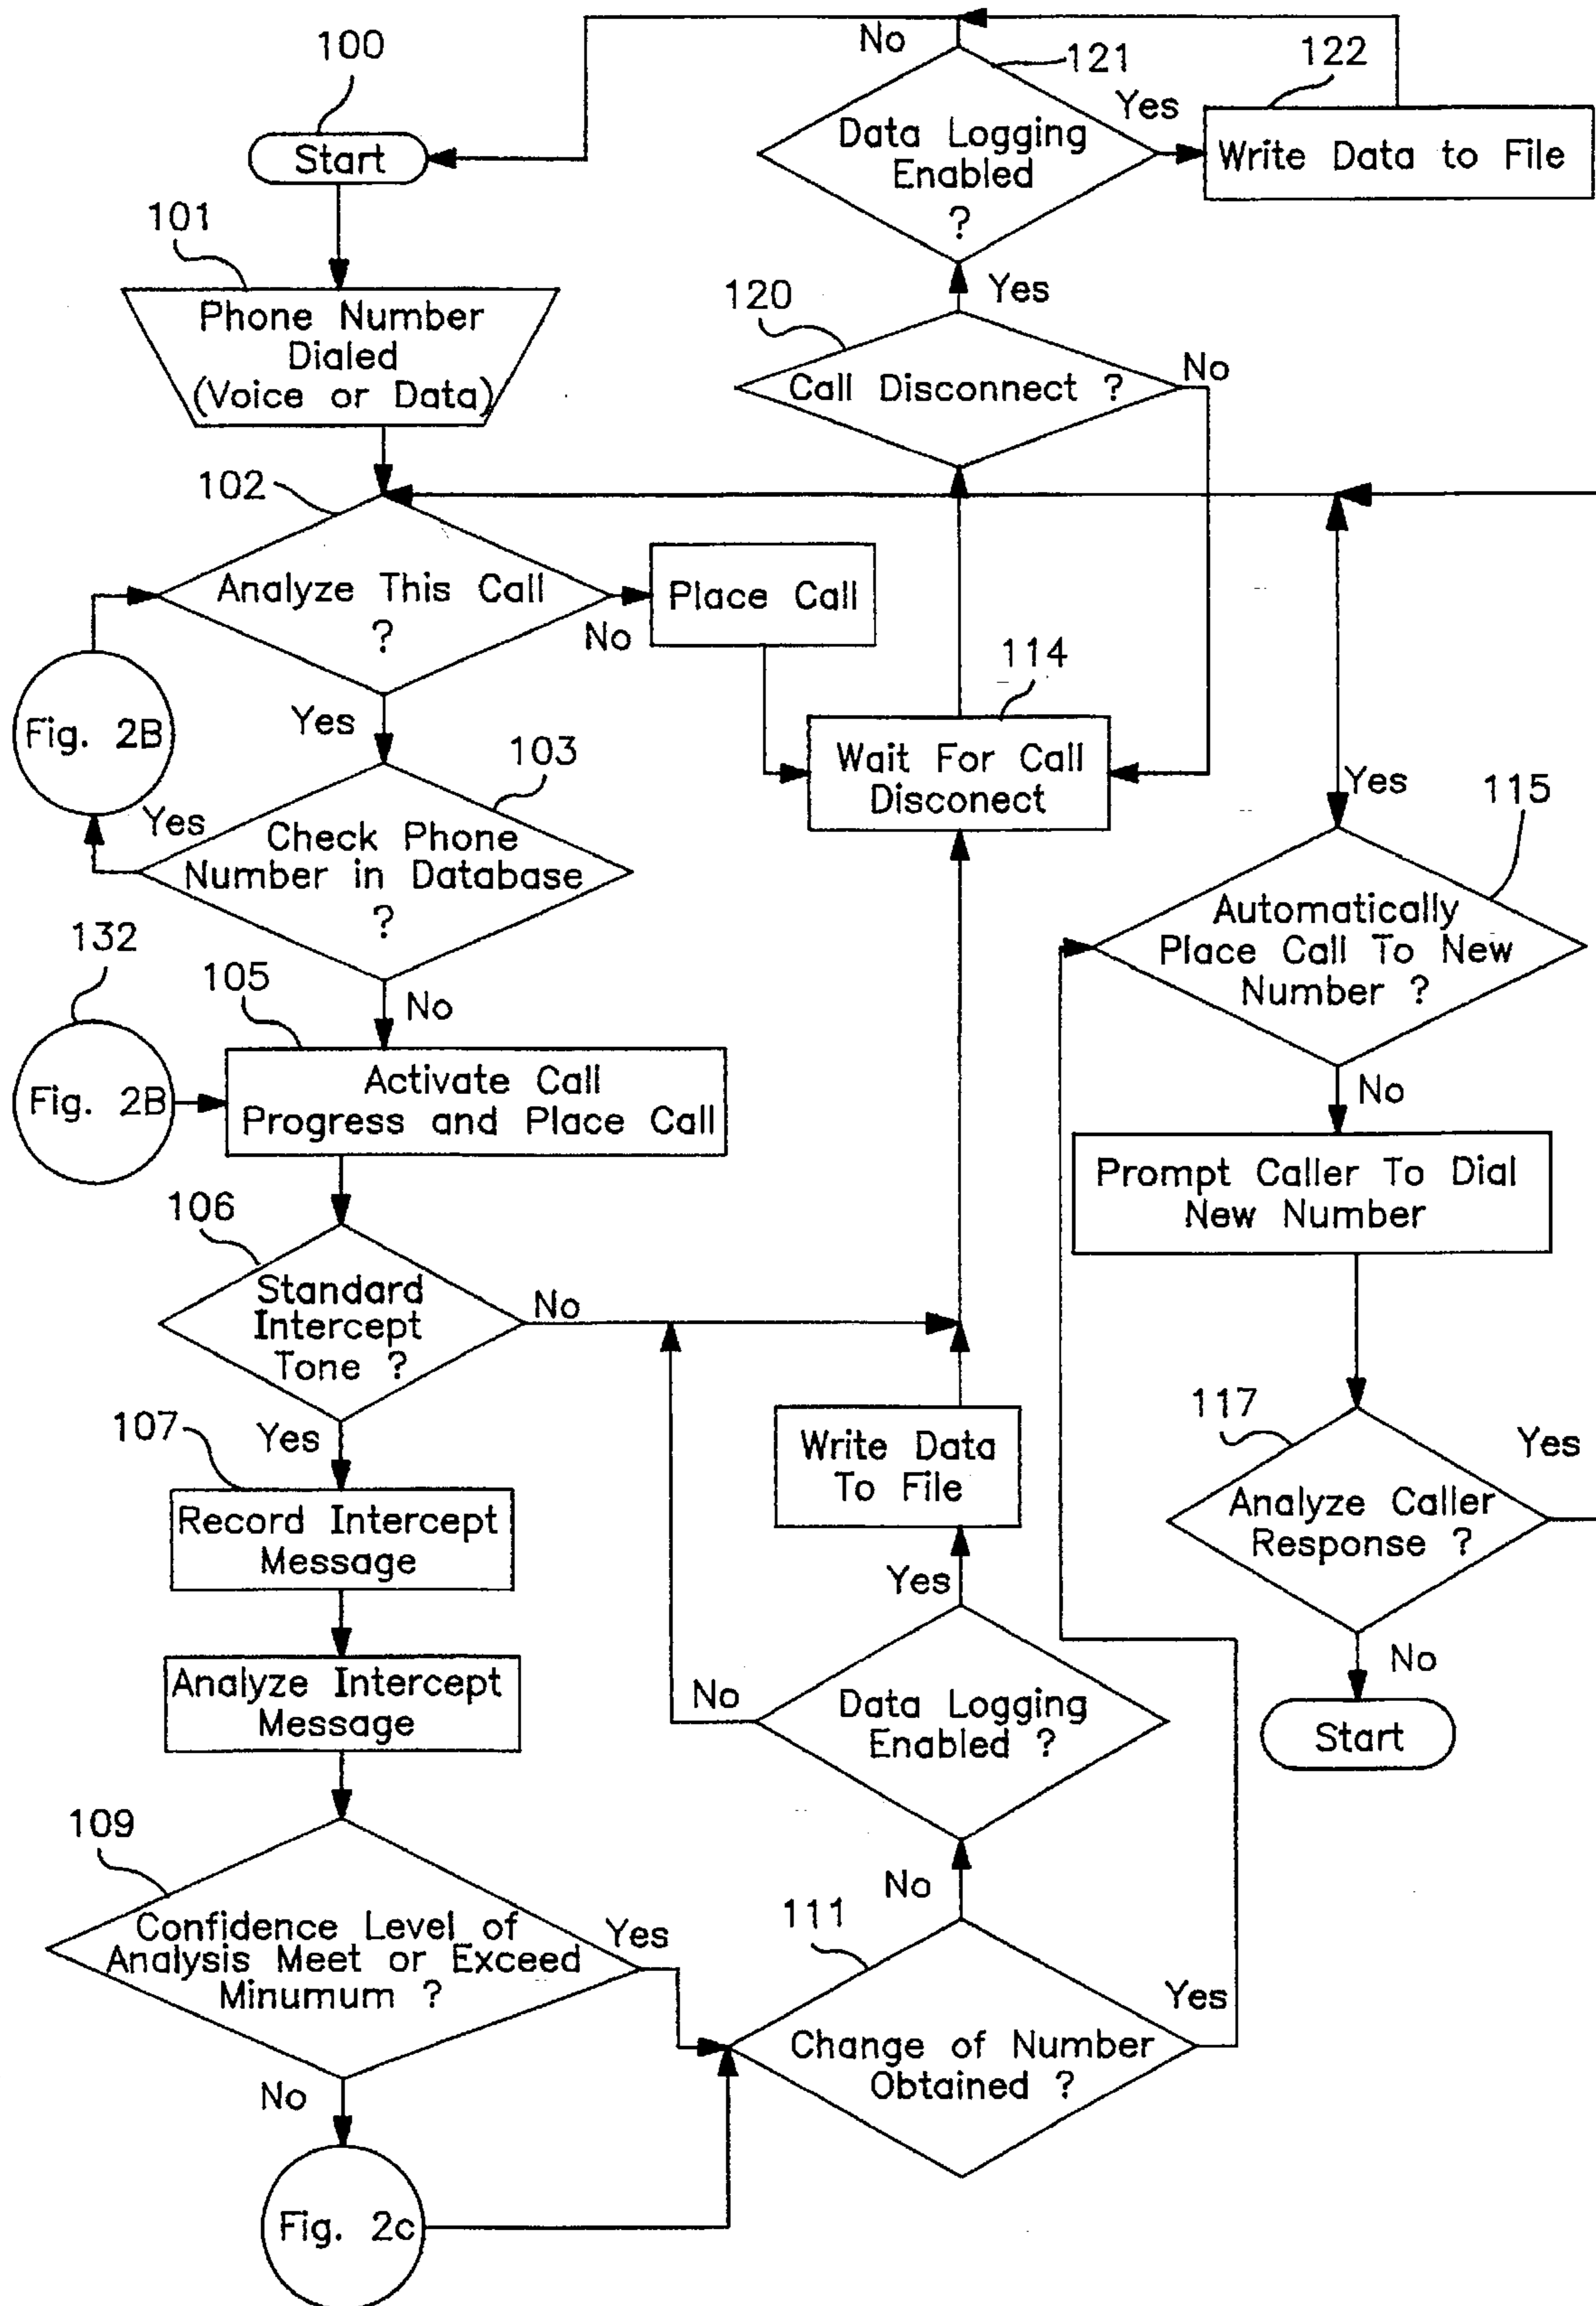 100
Start
101
Phone Number
Dialed
(Voice or Data)
102
Analyze This Call
?
No
Place Call
Yes
Fig. 2B
103
Check Phone
Number in Database
?
Yes
No
132
Fig. 2B
105
Activate Call
Progress and Place Call
106
Standard
Intercept
Tone ?
No
Yes
107
Record Intercept
Message
Analyze Intercept
Message
109
Confidence Level of
Analysis Meet or Exceed
Minumum ?
Yes
No
Fig. 2c
111
Change of Number
Obtained ?
Yes
No
Data Logging
Enabled ?
No
Yes
Write Data
To File
114
Wait For Call
Disconect
120
Call Disconnect ?
No
Yes
121
Data Logging
Enabled
?
No
Yes
122
Write Data to File
Yes
115
Automatically
Place Call To New
Number ?
No
Prompt Caller To Dial
New Number
117
Analyze Caller
Response ?
Yes
No
Start